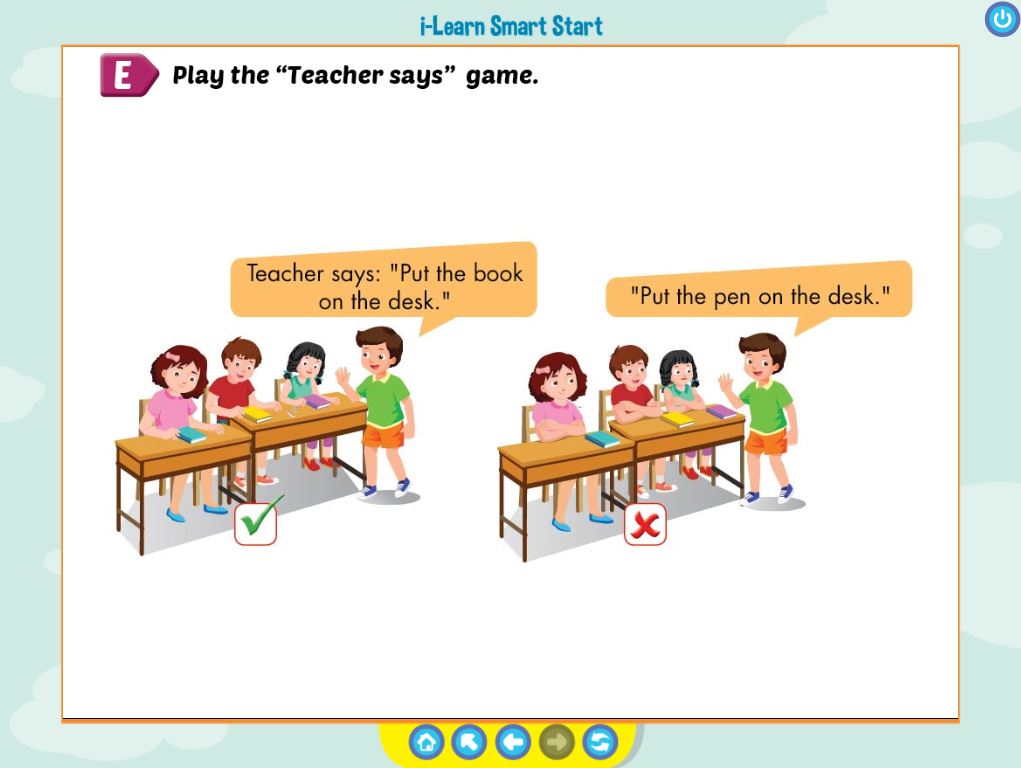 i-Learn Smart Start
E Play the “Teacher says” game.
Teacher says: "Put the book
on the desk."
"Put the pen on the desk."